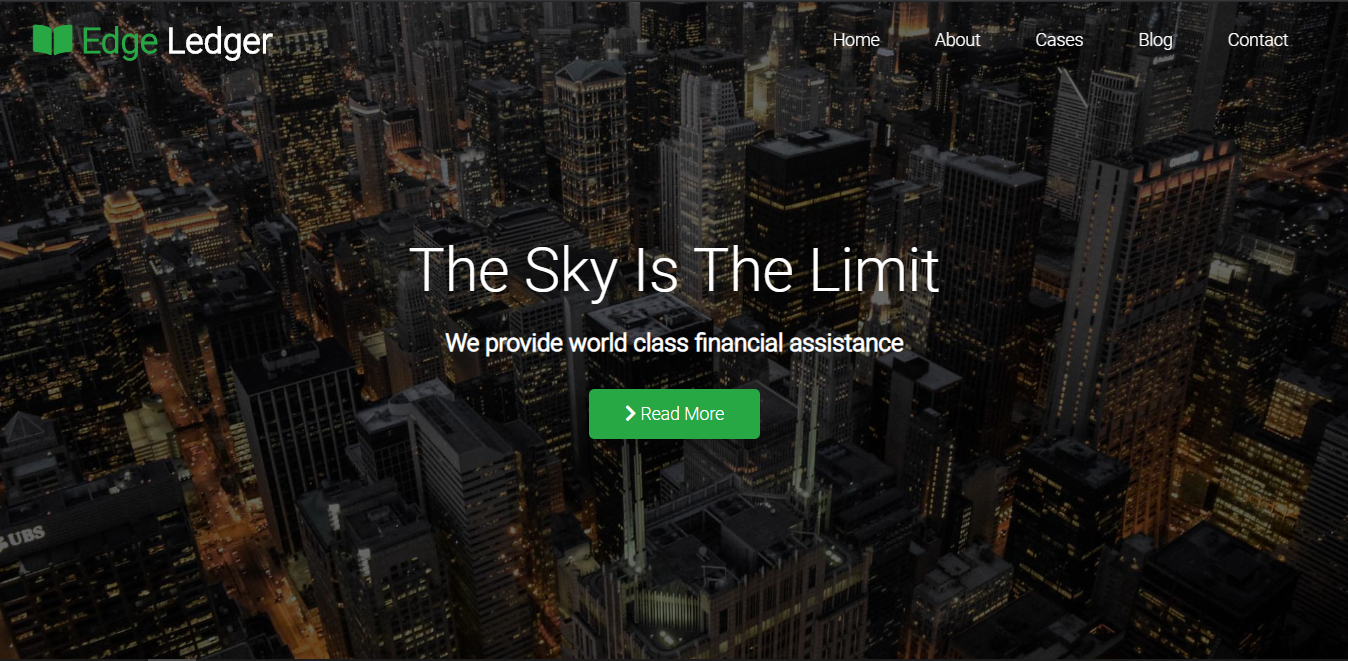 Edge Ledger
Home About Cases Blog Contact
The Sky Is The Limit
We provide world class financial assistance
Read More
UBS